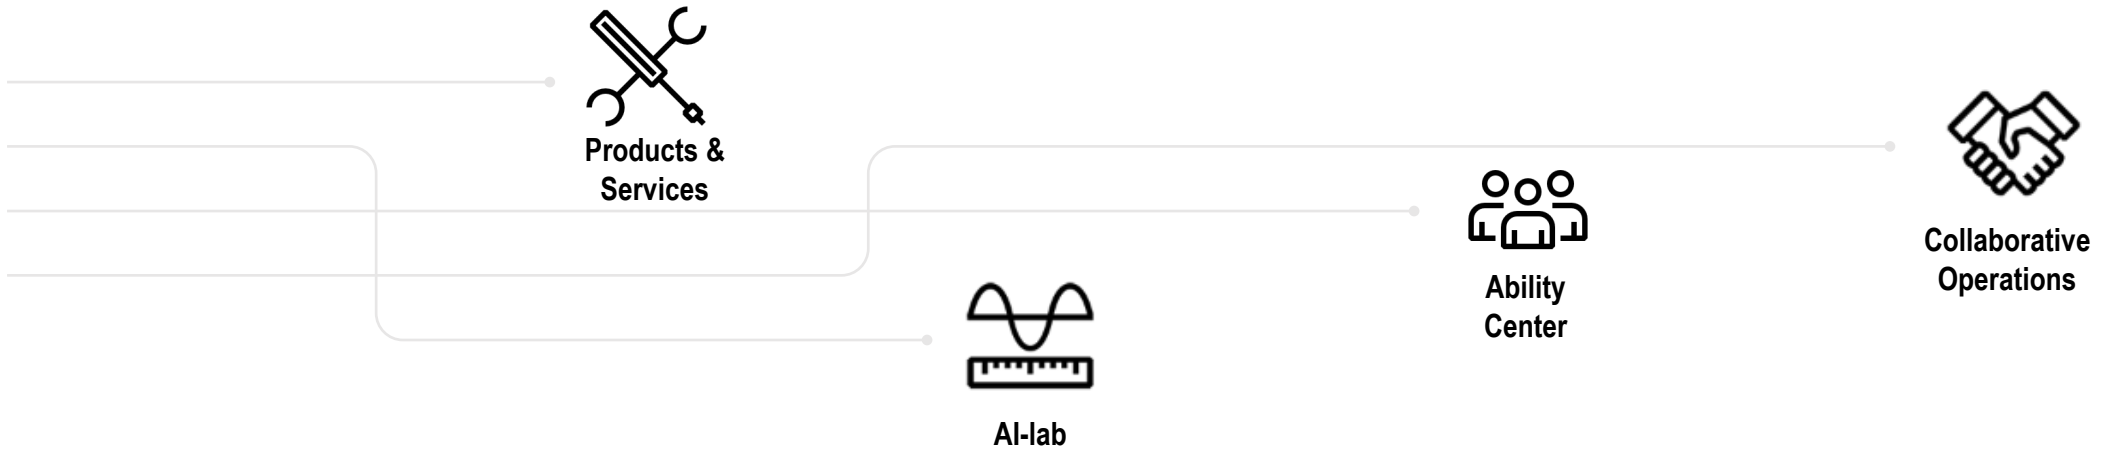 Products &
Services
AI-lab
Ability
Center
Collaborative
Operations